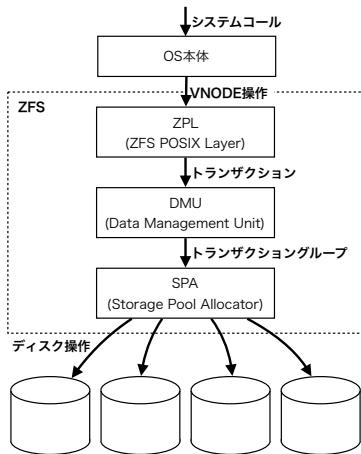 システムコール
OS本体
VNODE操作
ZFS
ZPL
(ZFS POSIX Layer)
トランザクション
DMU
(Data Management Unit)
トランザクショングループ
SPA
(Storage Pool Allocator)
ディスク操作